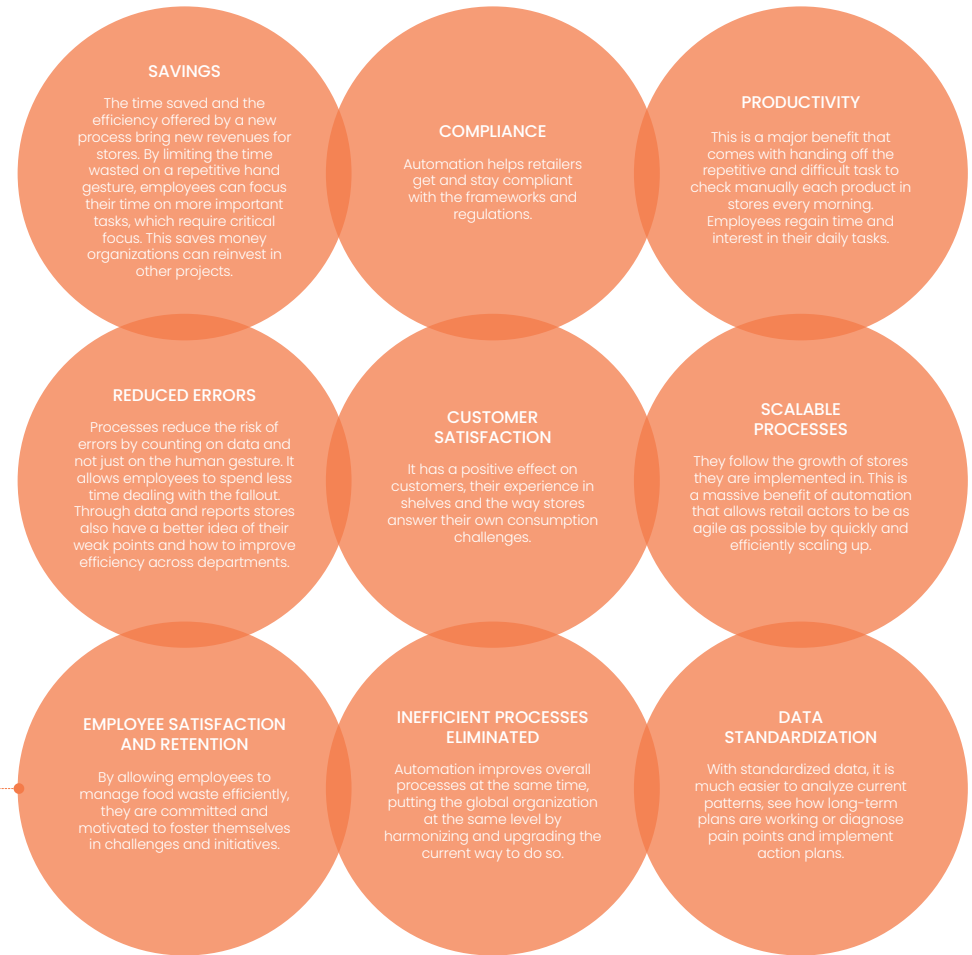 SAVINGS
The time saved and the
efficiency offered by a new
process bring new revenues for
stores. By limiting the time
wasted on a repetitive hand
gesture, employees can focus
their time on more important
tasks, which require critical
focus. This saves money
organizations can reinvest in
other projects.
COMPLIANCE
Automation helps retailers
get and stay compliant
with the frameworks and
regulations.
PRODUCTIVITY
This is a major benefit that
comes with handing off the
repetitive and difficult task to
check manually each product in
stores every morning.
Employees regain time and
interest in their daily tasks.
REDUCED ERRORS
Processes reduce the risk of
errors by counting on data and
not just on the human gesture. It
allows employees to spend less
time dealing with the fallout.
Through data and reports stores
also have a better idea of their
weak points and how to improve
efficiency across departments.
CUSTOMER
SATISFACTION
It has a positive effect on
customers, their experience in
shelves and the way stores
answer their own consumption
challenges.
SCALABLE
PROCESSES
They follow the growth of stores
they are implemented in. This is
a massive benefit of automation
that allows retail actors to be as
agile as possible by quickly and
efficiently scaling up.
EMPLOYEE SATISFACTION
AND RETENTION
By allowing employees to
manage food waste efficiently,
they are committed and
motivated to foster themselves
in challenges and initiatives.
INEFFICIENT PROCESSES
ELIMINATED
Automation improves overall
processes at the same time,
putting the global organization
at the same level by
harmonizing and upgrading the
current way to do so.
DATA
STANDARDIZATION
With standardized data, it is
much easier to analyze current
patterns, see how long-term
plans are working or diagnose
pain points and implement
action plans.